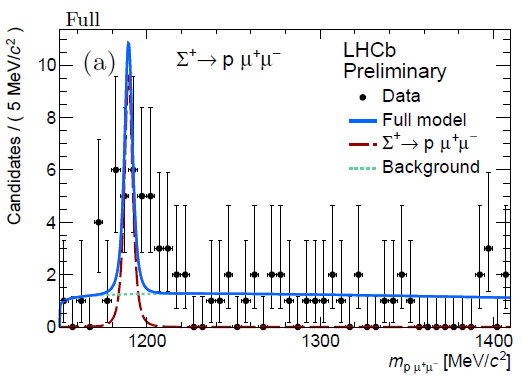 Full
(a)
Σ⁺→ p μ⁺μ⁻
LHCb
Preliminary
Data
Full model
Σ⁺→ p μ⁺μ⁻
Background
Candidates / ( 5 MeV/c² )
10
8
6
4
2
0
1200
1300
1400
m_{p μ⁺μ⁻} [MeV/c²]